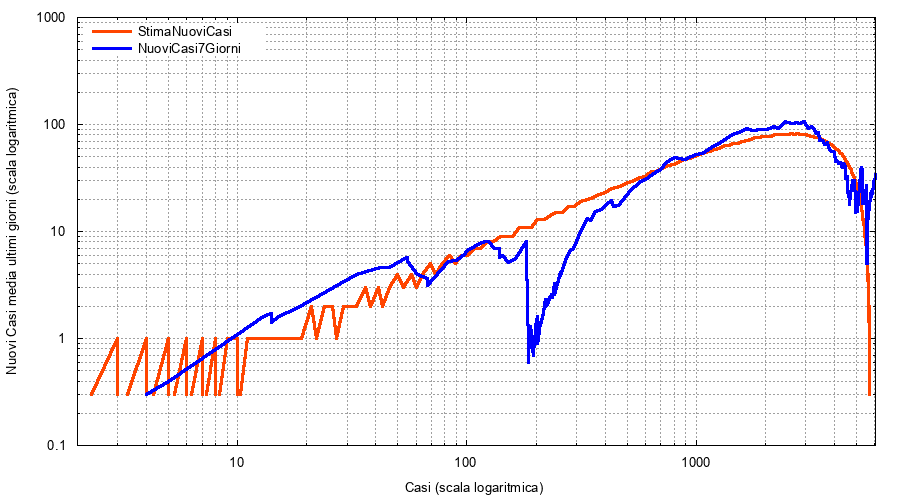 1000
StimaNuoviCasi
NuoviCasi7Giorni
100
10
1
0.1
10 100 1000
Nuovi Casi media ultimi giorni (scala logaritmica)
Casi (scala logaritmica)